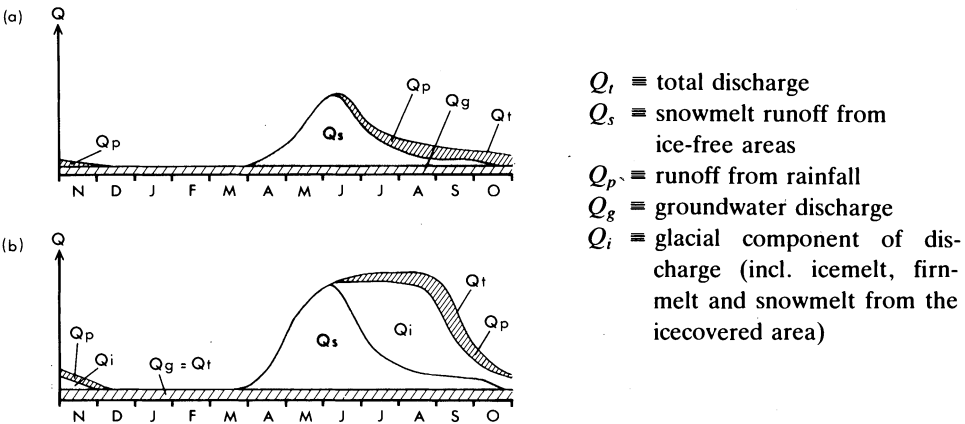 (a)
Q
Qp
Qs
Qp
Qg
Qt
N D J F M A M J J A S O
(b)
Q
Qp
Qi
Qg = Qt
Qs
Qi
Qt
Qp
N D J F M A M J J A S O
Qt ≡ total discharge
Qs ≡ snowmelt runoff from
ice-free areas
Qp ≡ runoff from rainfall
Qg ≡ groundwater discharge
Qi ≡ glacial component of dis-
charge (incl. icemelt, firn-
melt and snowmelt from the
icecovered area)